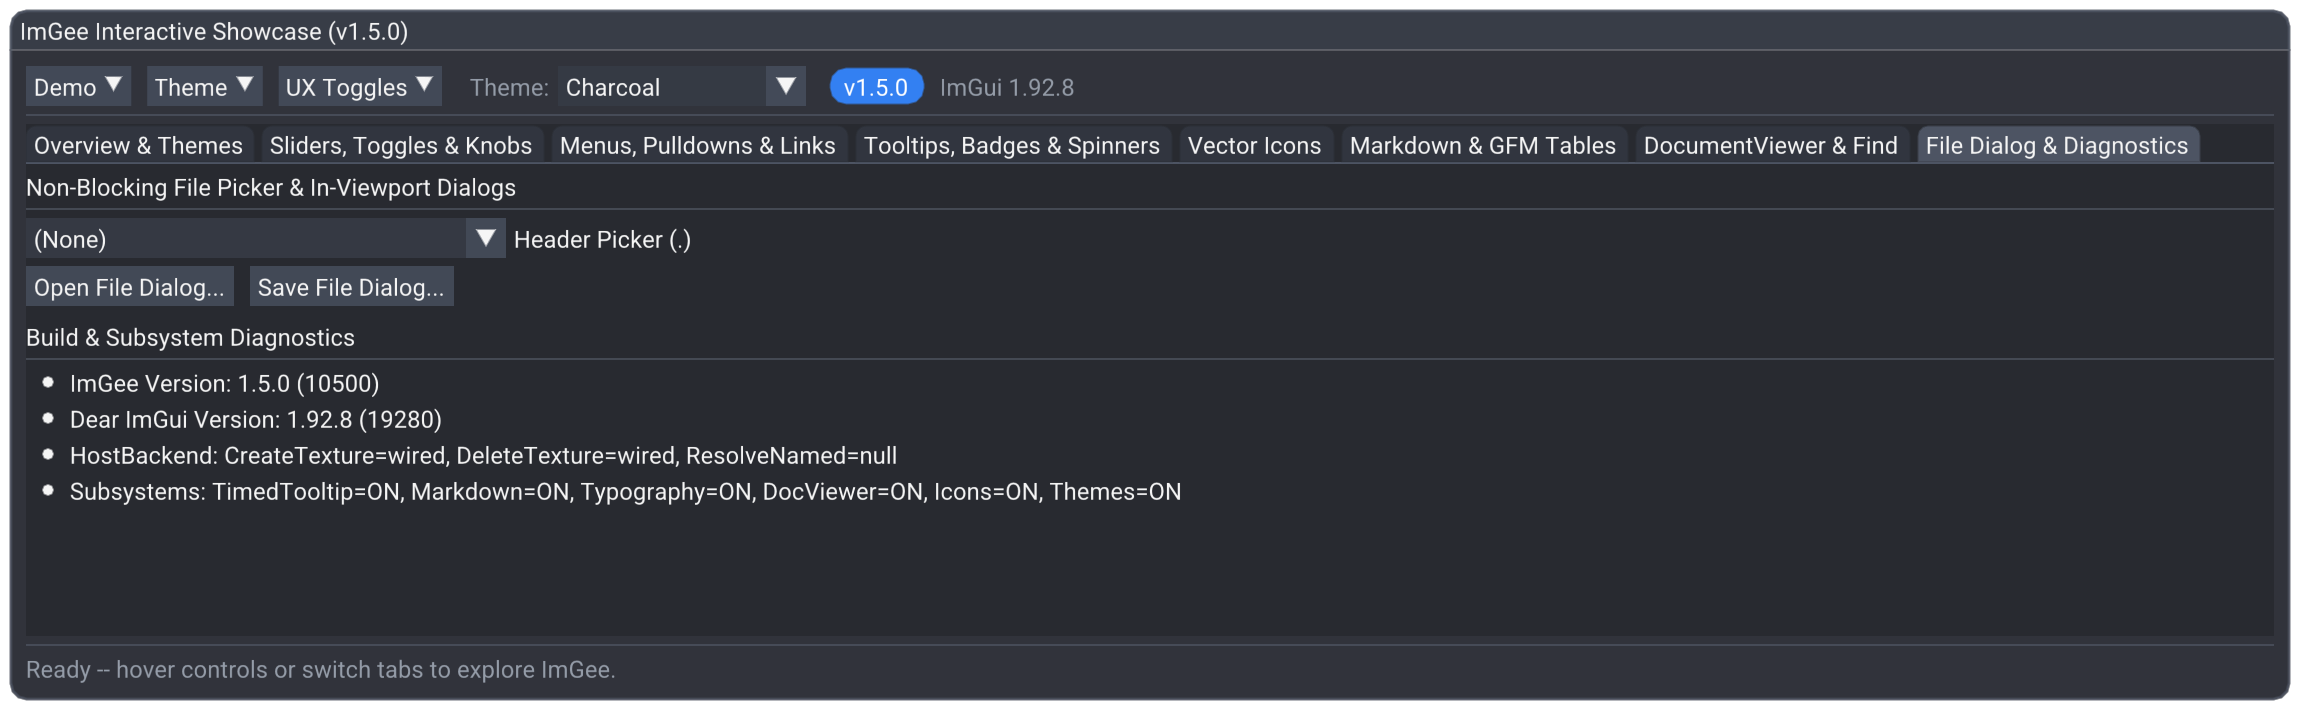 ImGee Interactive Showcase (v1.5.0)
Demo Theme UX Toggles Theme: Charcoal v1.5.0 ImGui 1.92.8
Overview & Themes Sliders, Toggles & Knobs Menus, Pulldowns & Links Tooltips, Badges & Spinners Vector Icons Markdown & GFM Tables DocumentViewer & Find File Dialog & Diagnostics
Non-Blocking File Picker & In-Viewport Dialogs
(None) Header Picker (.)
Open File Dialog... Save File Dialog...
Build & Subsystem Diagnostics
ImGee Version: 1.5.0 (10500)
Dear ImGui Version: 1.92.8 (19280)
HostBackend: CreateTexture=wired, DeleteTexture=wired, ResolveNamed=null
Subsystems: TimedTooltip=ON, Markdown=ON, Typography=ON, DocViewer=ON, Icons=ON, Themes=ON
Ready -- hover controls or switch tabs to explore ImGee.